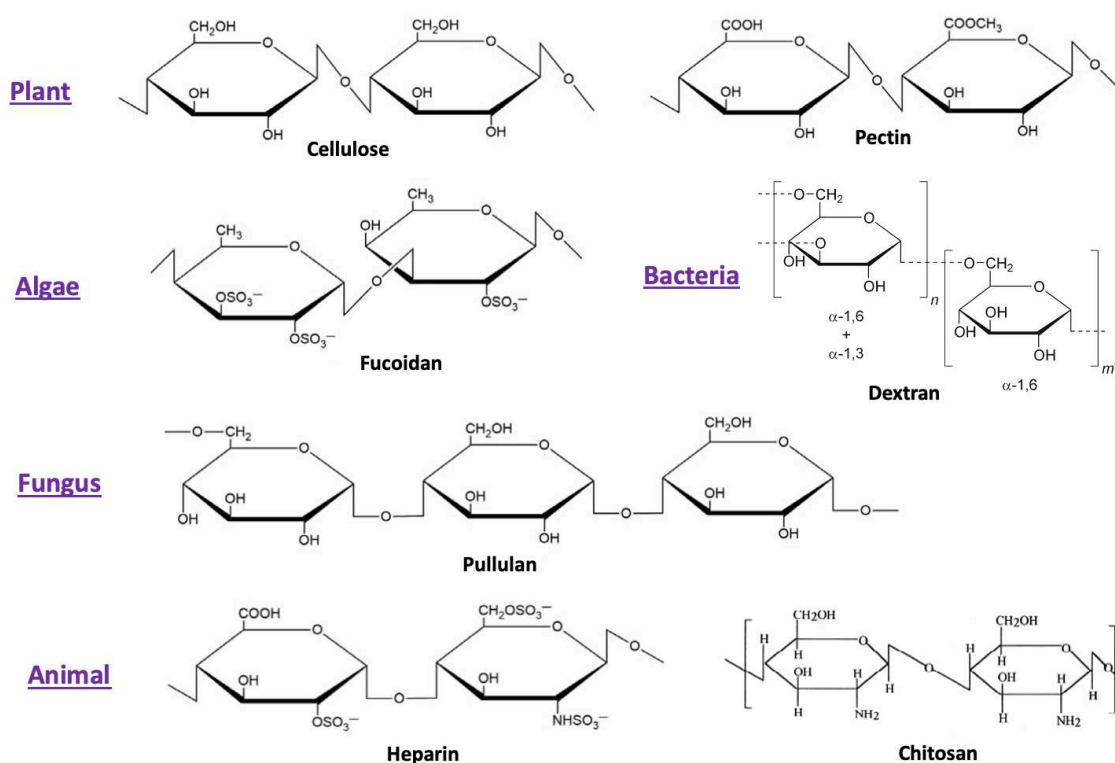 Plant
CH₂OH
O
OH
OH
O
CH₂OH
O
OH
OH
O
Cellulose
COOH
O
OH
OH
O
COOCH₃
O
OH
OH
O
Pectin
Algae
CH₃
O
OSO₃⁻
OSO₃⁻
O
CH₃
OH
O
OSO₃⁻
O
Fucoidan
Bacteria
O-CH₂
O
O
OH
OH
n
α-1,6
+
α-1,3
O-CH₂
O
OH
OH
OH
m
α-1,6
Dextran
Fungus
O
CH₂
O
OH
OH
OH
O
CH₂OH
O
OH
OH
O
CH₂OH
O
OH
OH
O
Pullulan
Animal
COOH
O
OH
OSO₃⁻
O
CH₂OSO₃⁻
O
OH
NHSO₃⁻
O
Heparin
CH₂OH
H
H
O
OH
H
H
H
NH₂
O
CH₂OH
H
H
O
OH
H
H
H
NH₂
O
Chitosan